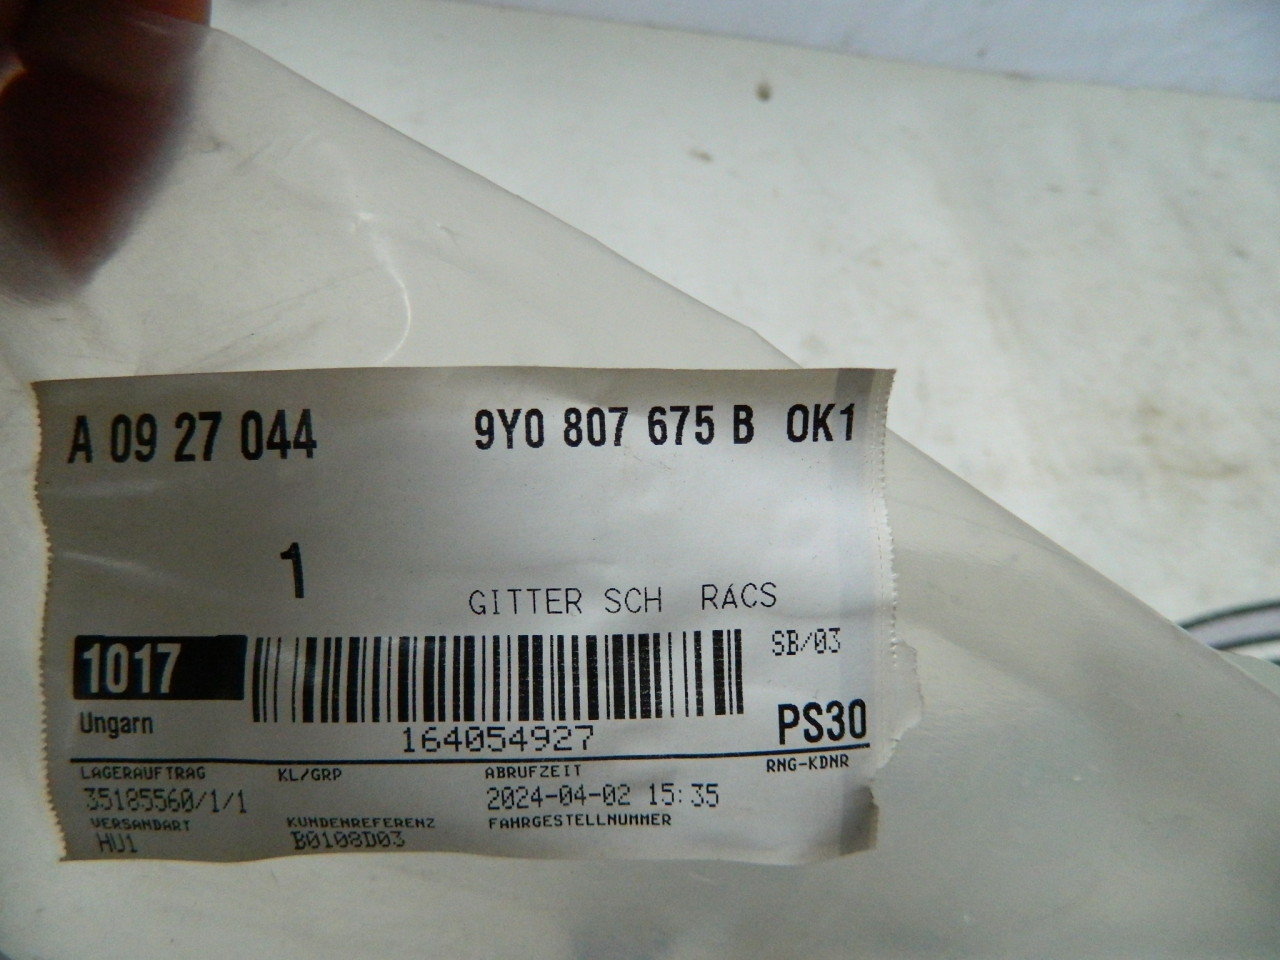 A 09 27 044 9Y0 807 675 B OK1
1
GITTER SCH RACS
1017
SB/03
Ungarn
164054927
PS30
LAGERAUFTRAG KL/GRP ABRUFZEIT RNG-KDNR
35185560/1/1 2024-04-02 15:35
VERSANDART KUNDENREFERENZ FAHRGESTELLNUMMER
HU1 B0108D03